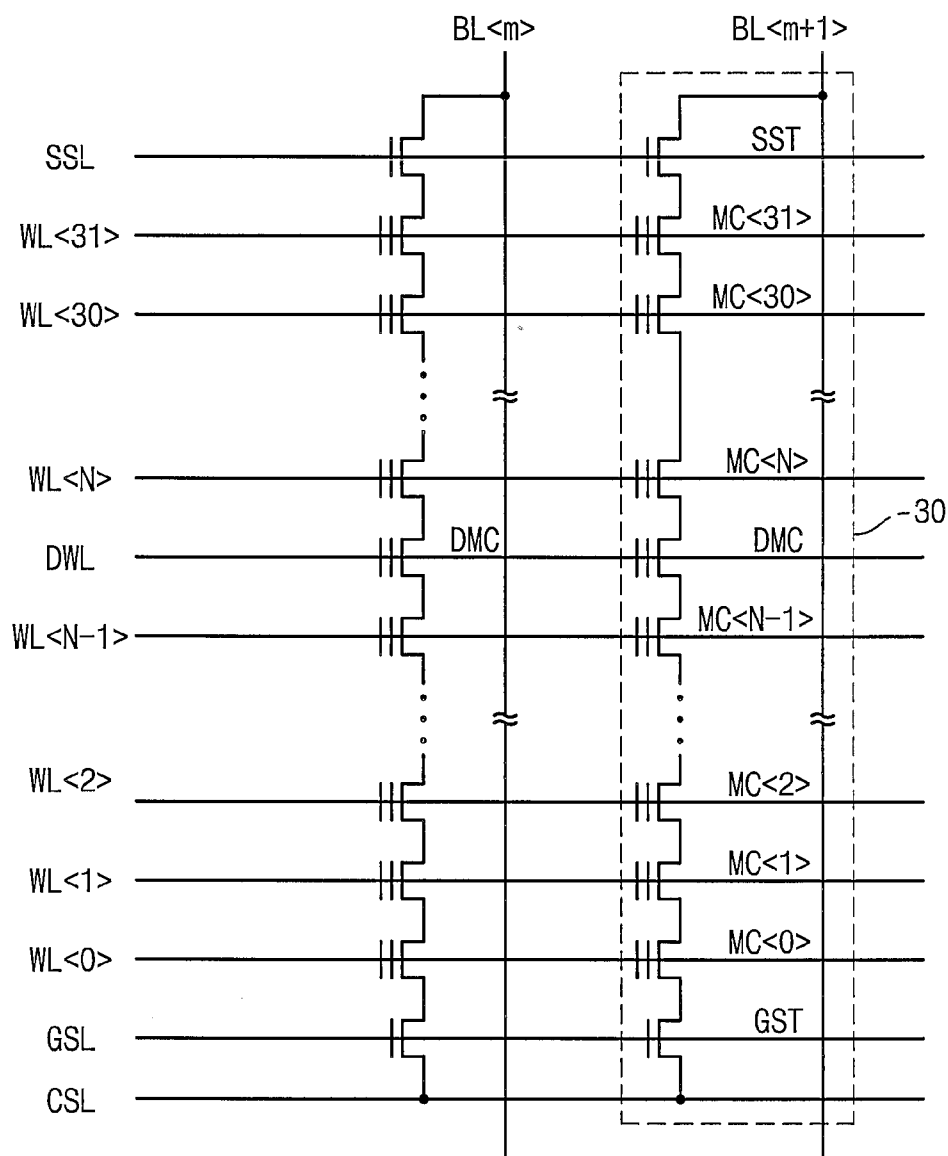 BL<m> BL<m+1>
SSL SST
WL<31> MC<31>
WL<30> MC<30>
WL<N> MC<N>
-30
DWL DMC DMC
WL<N-1> MC<N-1>
WL<2> MC<2>
WL<1> MC<1>
WL<0> MC<0>
GSL GST
CSL